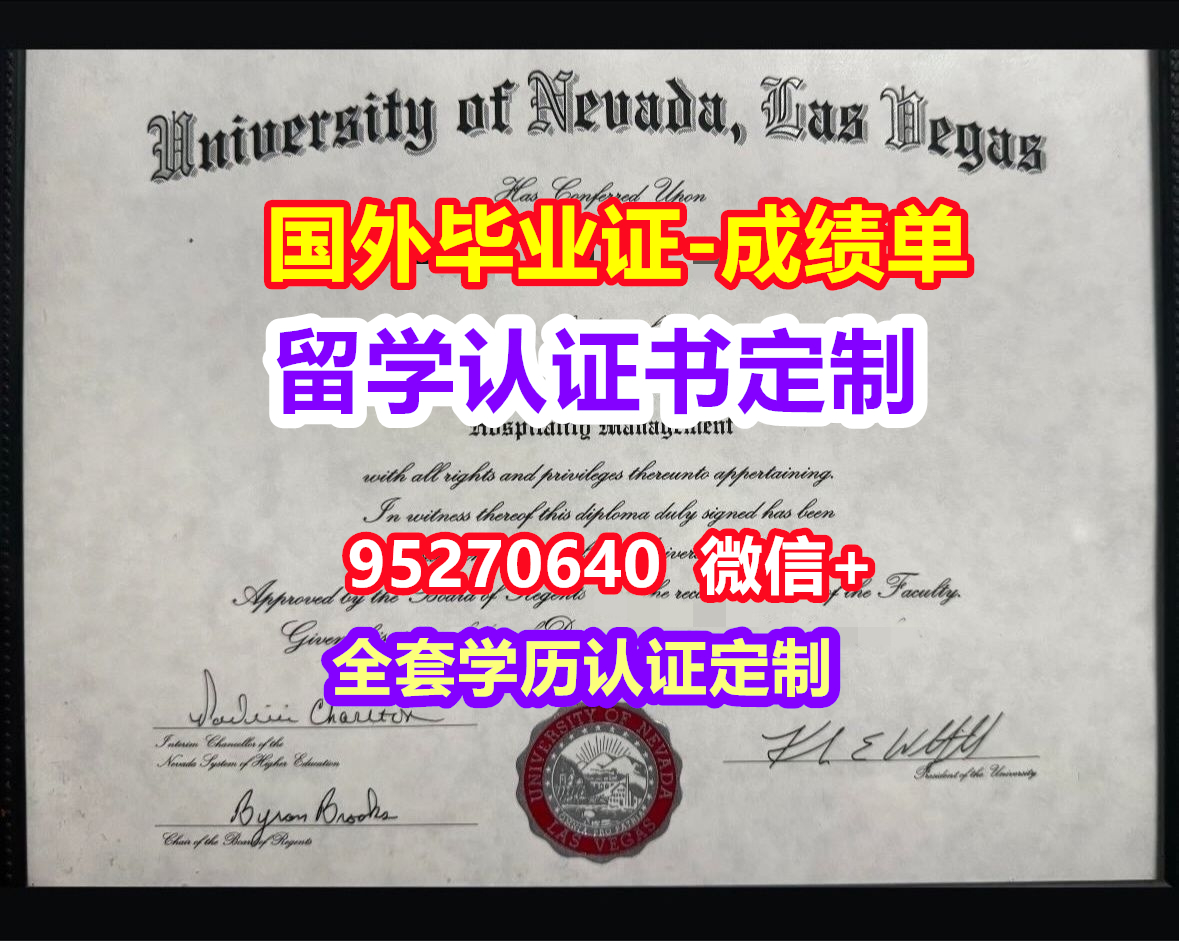 University of Nevada, Las Vegas
Has Conferred Upon
国外毕业证-成绩单
留学认证书定制
Hospitality Management
with all rights and privileges thereunto appertaining.
In witness thereof this diploma duly signed has been
95270640 微信+
Approved by the Board of Regents of the Faculty.
Given
全套学历认证定制
Interim Chancellor of the
Nevada System of Higher Education
President of the University
Byron Brooks
Chair of the Board of Regents
UNIVERSITY OF NEVADA
LAS VEGAS